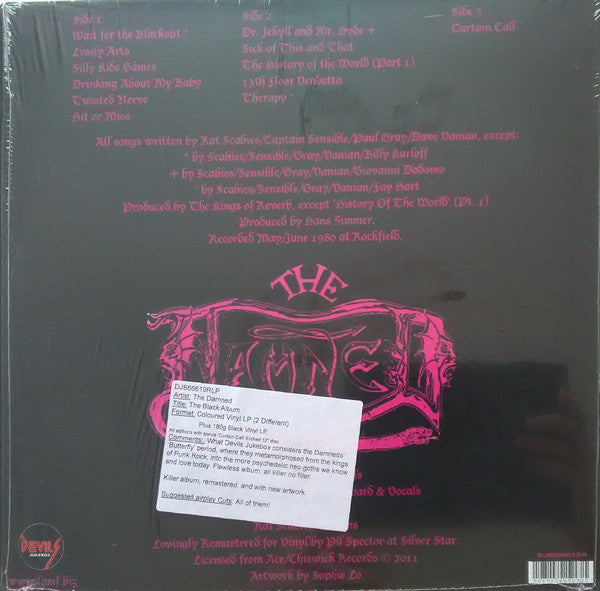 Side 1
Wait for the Blackout *
Lively Arts
Silly Kids Games
Drinking About My Baby
Twisted Nerve
Hit or Miss
Side 2
Dr. Jekyll and Mr. Hyde +
Sick of This and That
The History of the World (Part 1)
13th Floor Vendetta
Therapy *
Side 3
Curtain Call
All songs written by Rat Scabies/Captain Sensible/Paul Gray/Dave Vanian, except:
* by Scabies/Sensible/Gray/Vanian/Billy Karloff
+ by Scabies/Sensible/Gray/Vanian/Giovanni Dadomo
* by Scabies/Sensible/Gray/Vanian/Fay Hart
Produced by The Kings of Reverb, except 'History Of The World' (Pt. 1)
Produced by Hans Zimmer.
Recorded May/June 1980 at Rockfield.
THE
DAMNED
DJB66619RLP
Artist: The Damned
Title: The Black Album
Format: Coloured Vinyl LP (2 Different)
Plus 180g Black Vinyl LP.
All editions with bonus "Curtain Call" Etched 12" disc
Comments: What Devils Jukebox considers the Damneds'
'Butterfly' period, where they metamorphosed from the kings
of Punk Rock, into the more psychedelic neo goths we know
and love today. Flawless album, all killer no filler.
Killer album, remastered, and with new artwork.
Suggested airplay Cuts: All of them!
& Vocals
Rat Scabies
Lovingly Remastered for Vinyl by Pil Spector at Silver Star.
Licensed from Ace/Chiswick Records © 2011
Artwork by Sophie Lo
DEVILS
JUKEBOX
DJB66619R